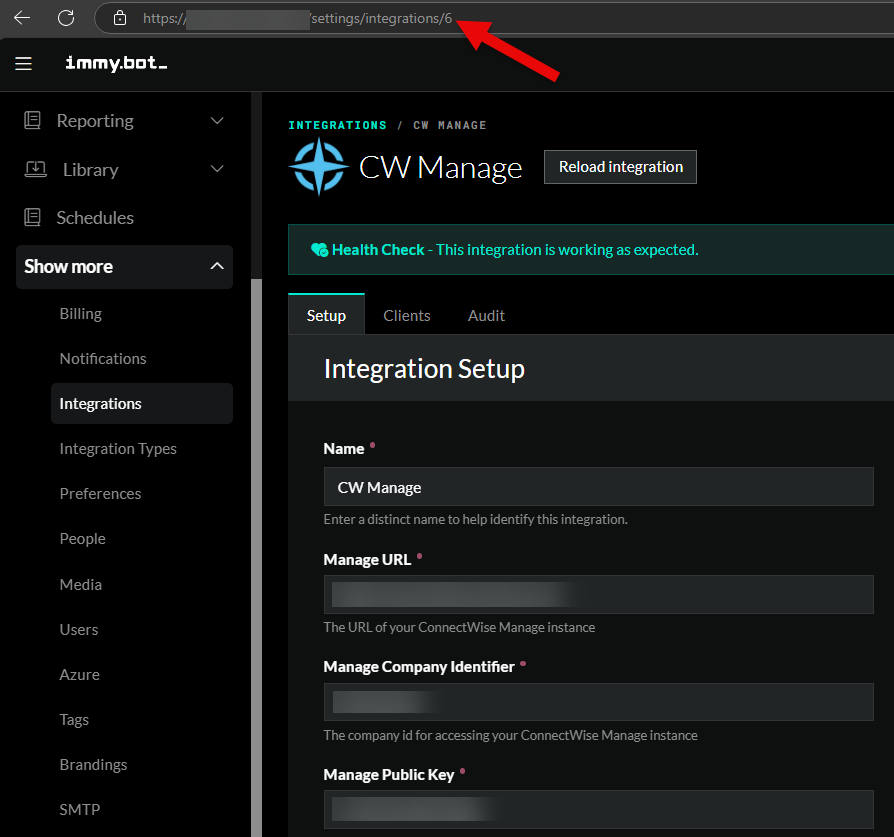 https:// /settings/integrations/6
immy.bot_
Reporting
Library
Schedules
Show more
Billing
Notifications
Integrations
Integration Types
Preferences
People
Media
Users
Azure
Tags
Brandings
SMTP
INTEGRATIONS / CW MANAGE
CW Manage
Reload integration
Health Check - This integration is working as expected.
Setup Clients Audit
Integration Setup
Name *
CW Manage
Enter a distinct name to help identify this integration.
Manage URL *
The URL of your ConnectWise Manage instance
Manage Company Identifier *
The company id for accessing your ConnectWise Manage instance
Manage Public Key *